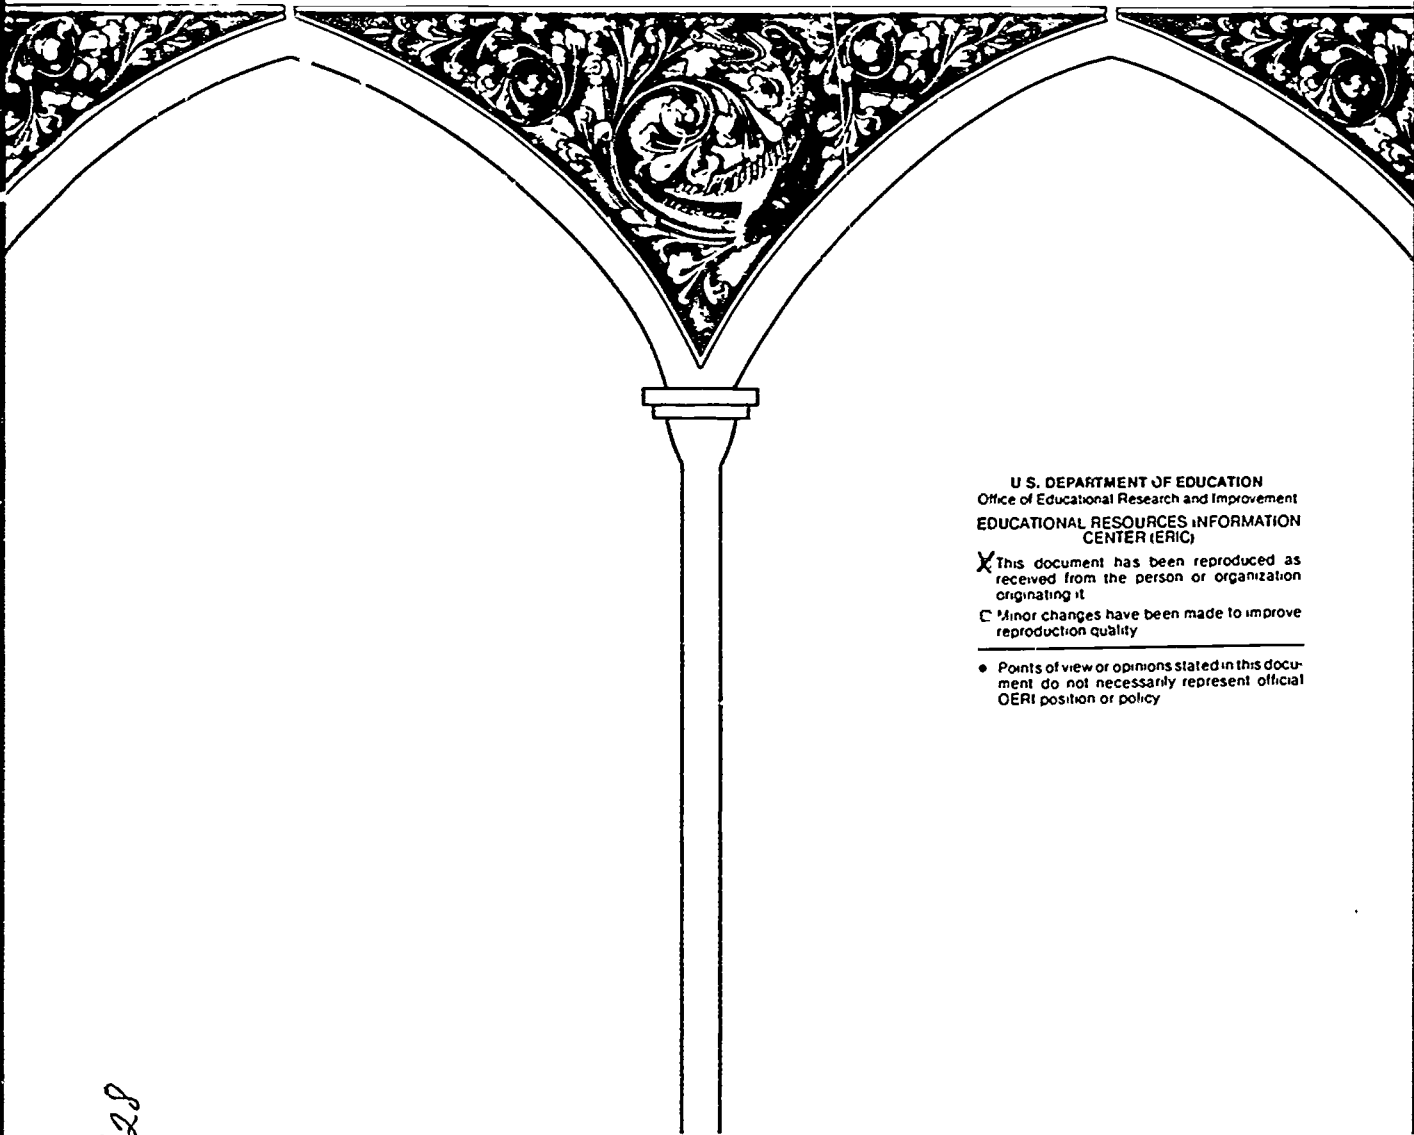 U S. DEPARTMENT OF EDUCATION
Office of Educational Research and Improvement
EDUCATIONAL RESOURCES INFORMATION
CENTER (ERIC)
X This document has been reproduced as
received from the person or organization
originating it
Minor changes have been made to improve
reproduction quality
• Points of view or opinions stated in this docu-
ment do not necessarily represent official
OERI position or policy
28